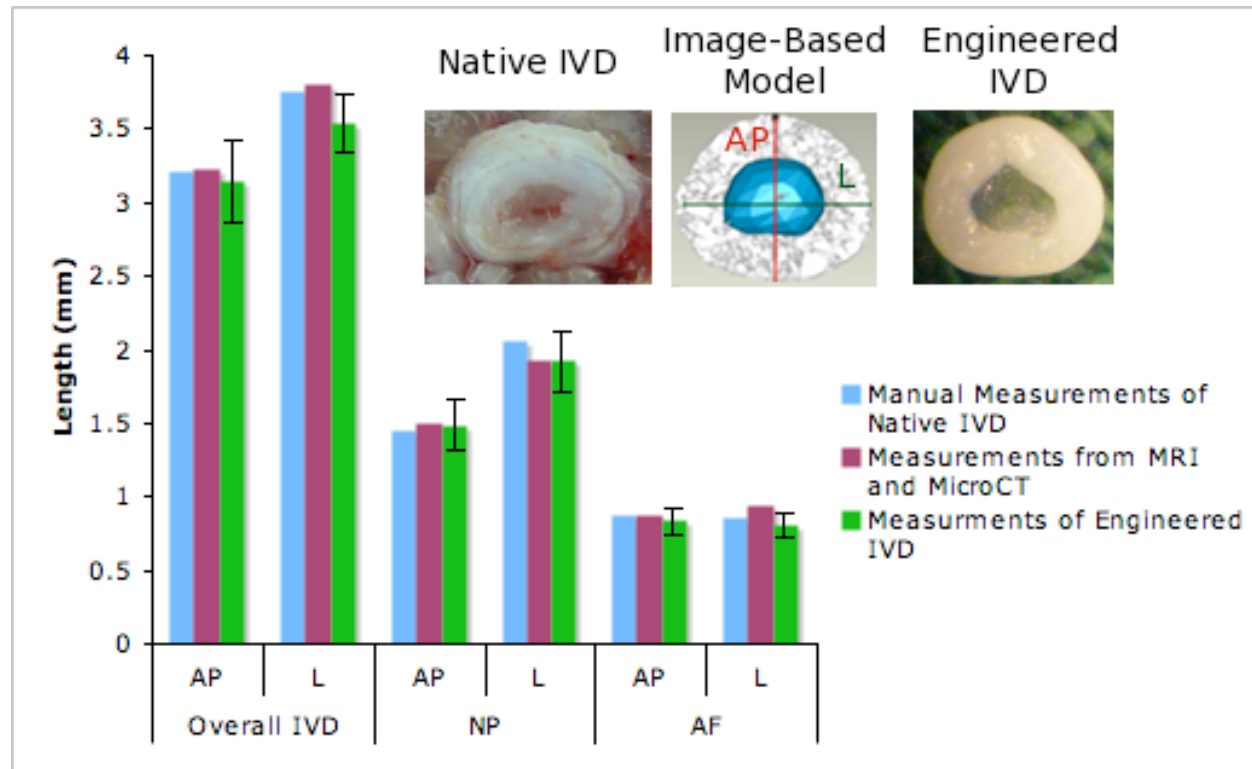 Native IVD
Image-Based
Model
Engineered
IVD
AP
L
Length (mm)
4
3.5
3
2.5
2
1.5
1
0.5
0
AP
L
AP
L
AP
L
Overall IVD
NP
AF
Manual Measurements of
Native IVD
Measurements from MRI
and MicroCT
Measurments of Engineered
IVD